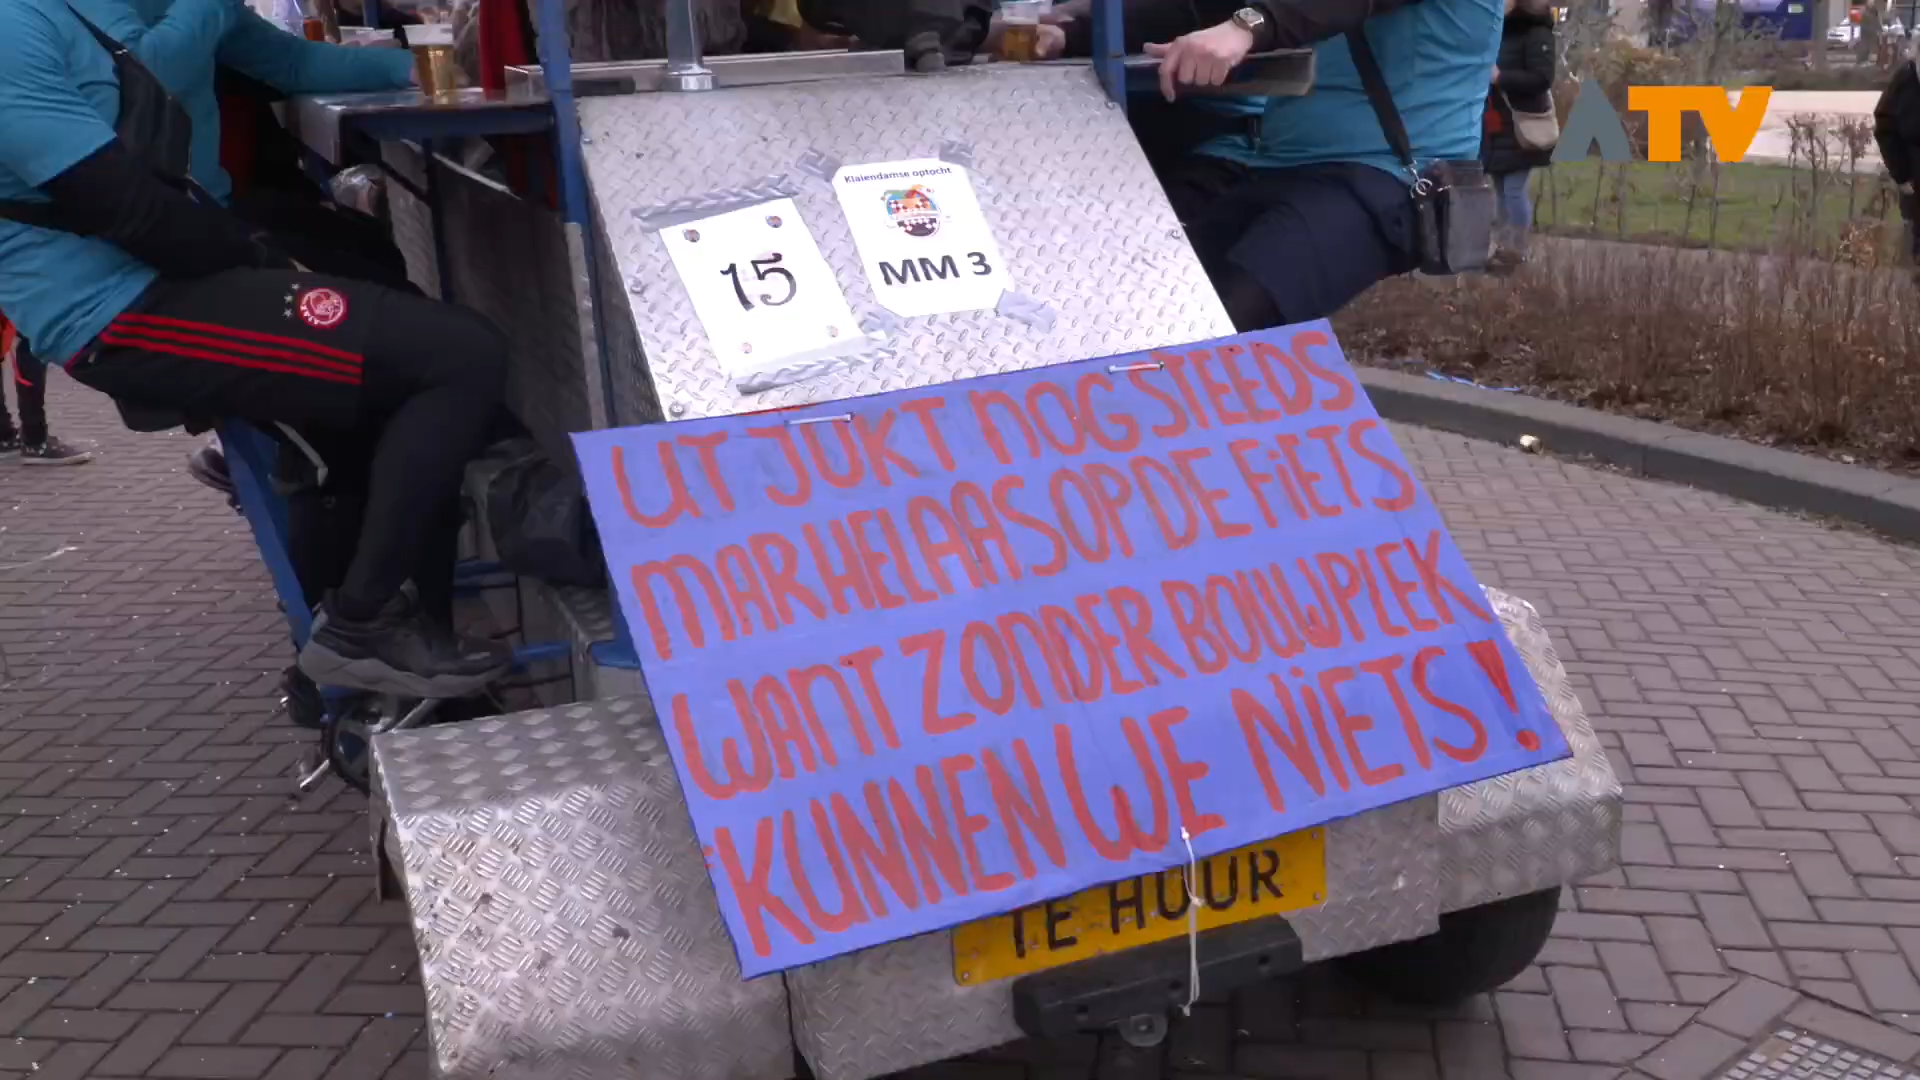 ATV
Klaiendamse optocht
15
MM 3
UT JUKT NOG STEEDS
MAR HELAAS OP DE FIETS
WANT ZONDER BOUWPLEK
KUNNEN WE NIETS!
TE HUUR
AJAX